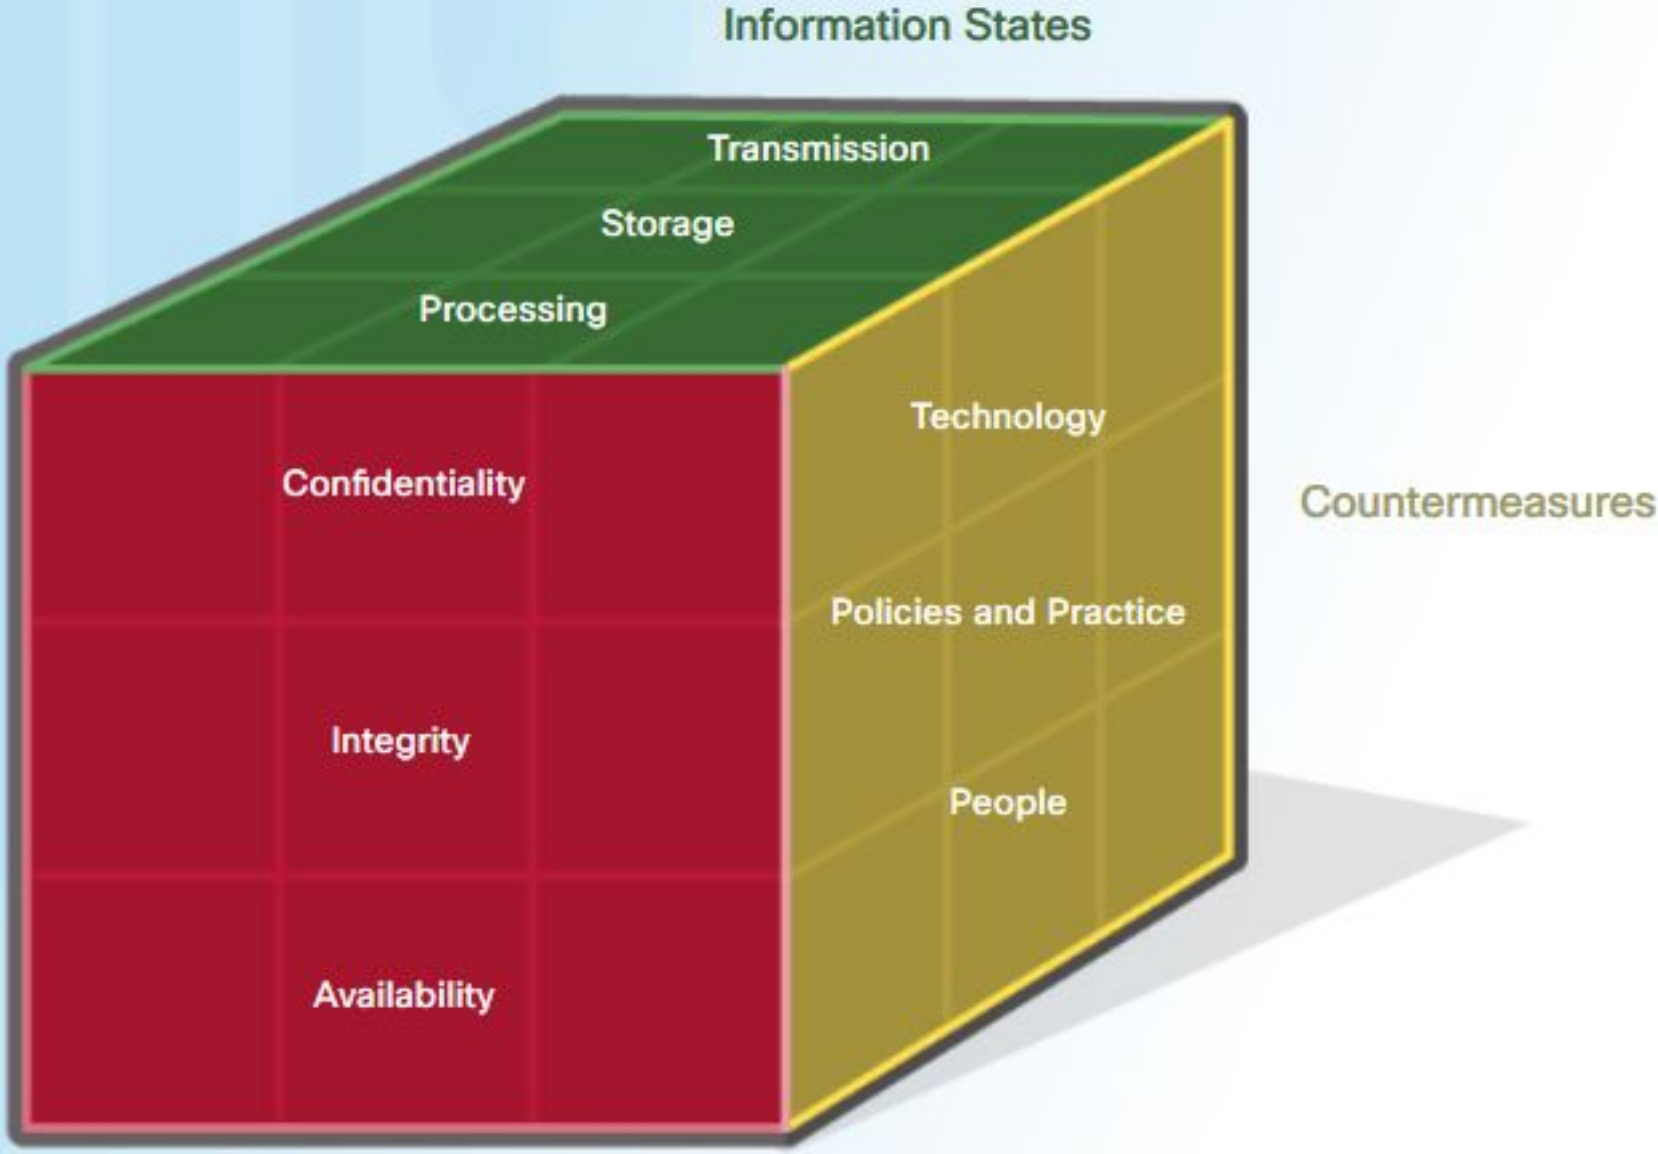 Information States
Transmission
Storage
Processing
Confidentiality
Integrity
Availability
Technology
Policies and Practice
People
Countermeasures